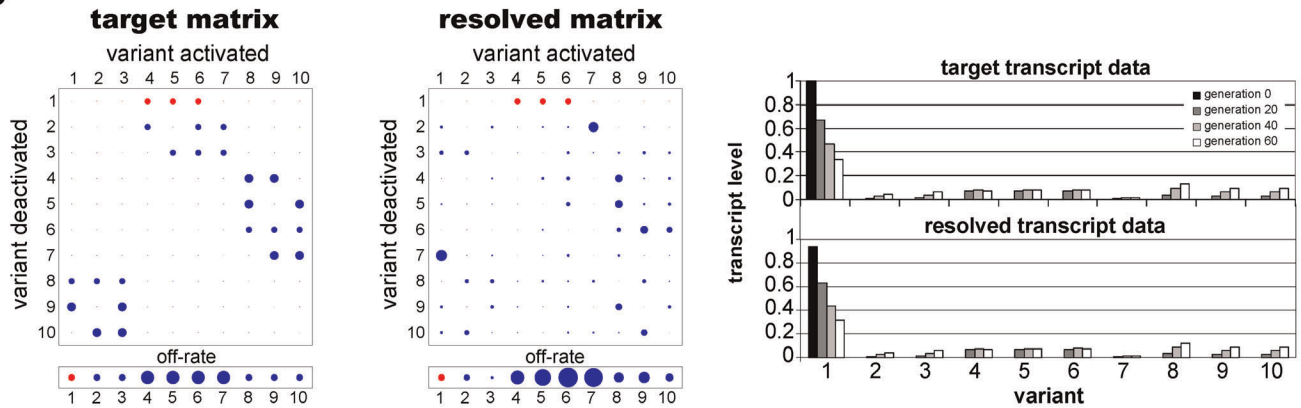 target matrix
variant activated
1 2 3 4 5 6 7 8 9 10
variant deactivated
1
2
3
4
5
6
7
8
9
10
off-rate
1 2 3 4 5 6 7 8 9 10
resolved matrix
variant activated
1 2 3 4 5 6 7 8 9 10
variant deactivated
1
2
3
4
5
6
7
8
9
10
off-rate
1 2 3 4 5 6 7 8 9 10
target transcript data
transcript level
1
0.8
0.6
0.4
0.2
0
generation 0
generation 20
generation 40
generation 60
resolved transcript data
1
0.8
0.6
0.4
0.2
0
1 2 3 4 5 6 7 8 9 10
variant